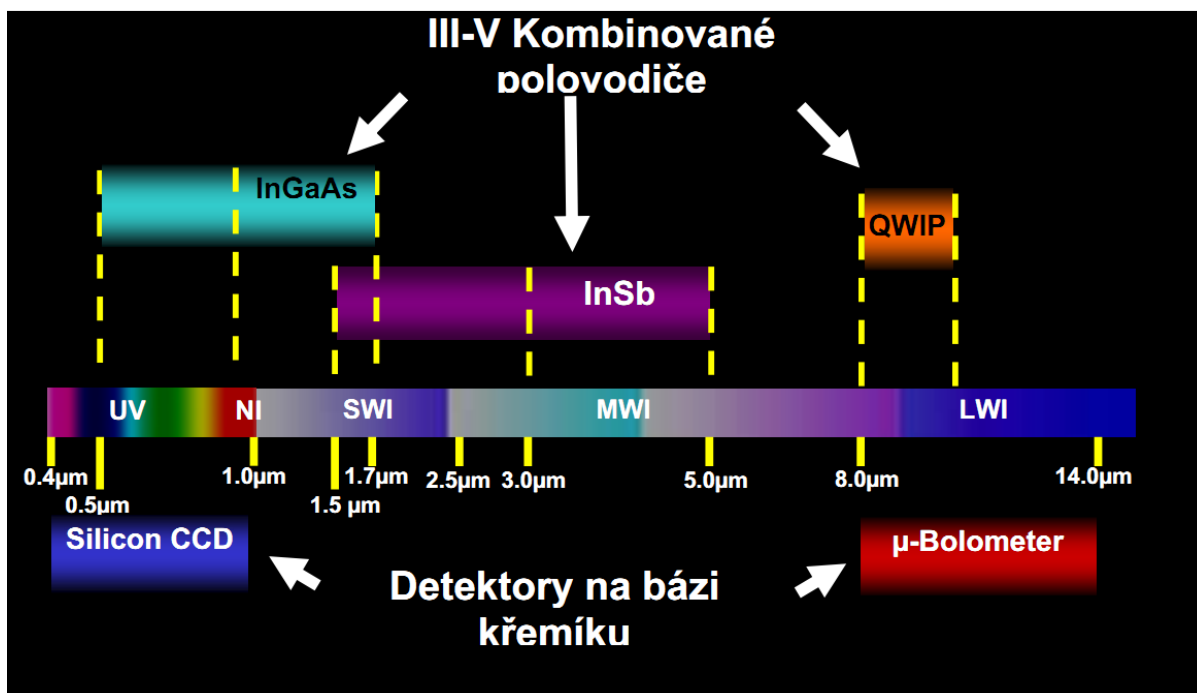 III-V Kombinované
polovodiče
InGaAs
QWIP
InSb
UV NI SWI MWI LWI
0.4µm 1.0µm 1.7µm 2.5µm 3.0µm 5.0µm 8.0µm 14.0µm
0.5µm 1.5 µm
Silicon CCD
µ-Bolometer
Detektory na bázi
křemíku